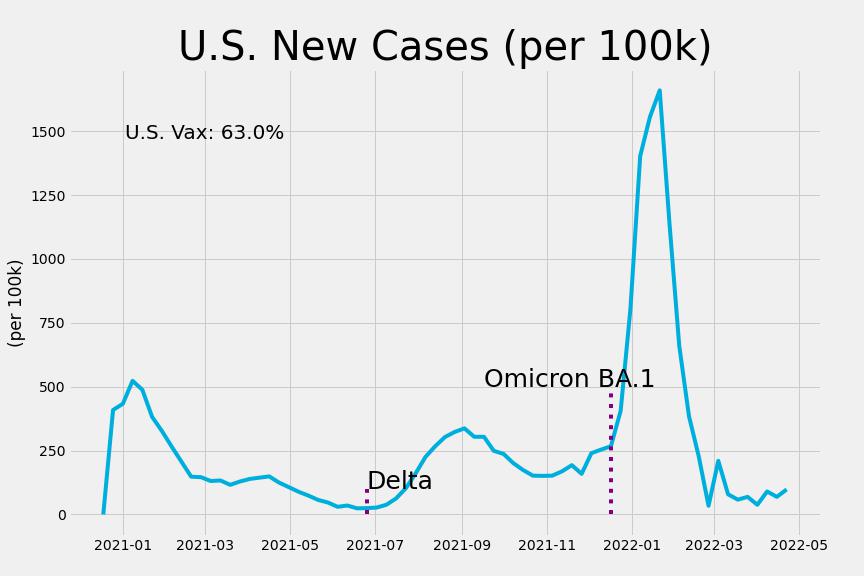 U.S. New Cases (per 100k)
1500
U.S. Vax: 63.0%
1250
1000
(per 100k)
750
500
Omicron BA.1
250
Delta
0
2021-01 2021-03 2021-05 2021-07 2021-09 2021-11 2022-01 2022-03 2022-05